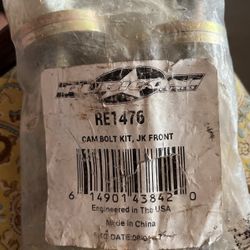 RE1476
CAM BOLT KIT, JK FRONT
6 14901 43842 0
Engineered in The USA
Made in China